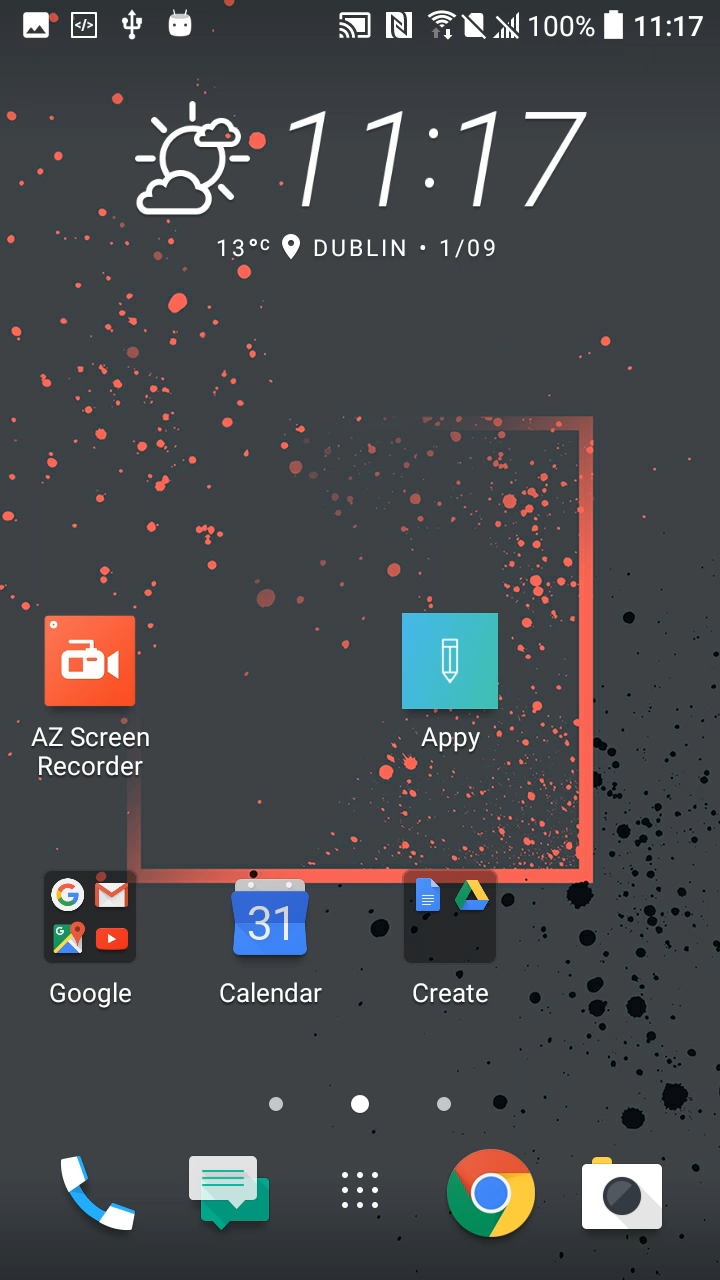 100% 11:17
11:17
13°C DUBLIN • 1/09
AZ Screen
Recorder
Appy
31
Google
Calendar
Create